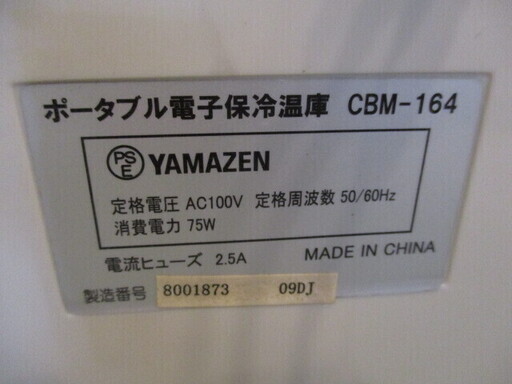 ポータブル電子保冷温庫 CBM-164
PSE YAMAZEN
定格電圧 AC100V 定格周波数 50/60Hz
消費電力 75W
電流ヒューズ 2.5A MADE IN CHINA
製造番号 8001873 09DJ